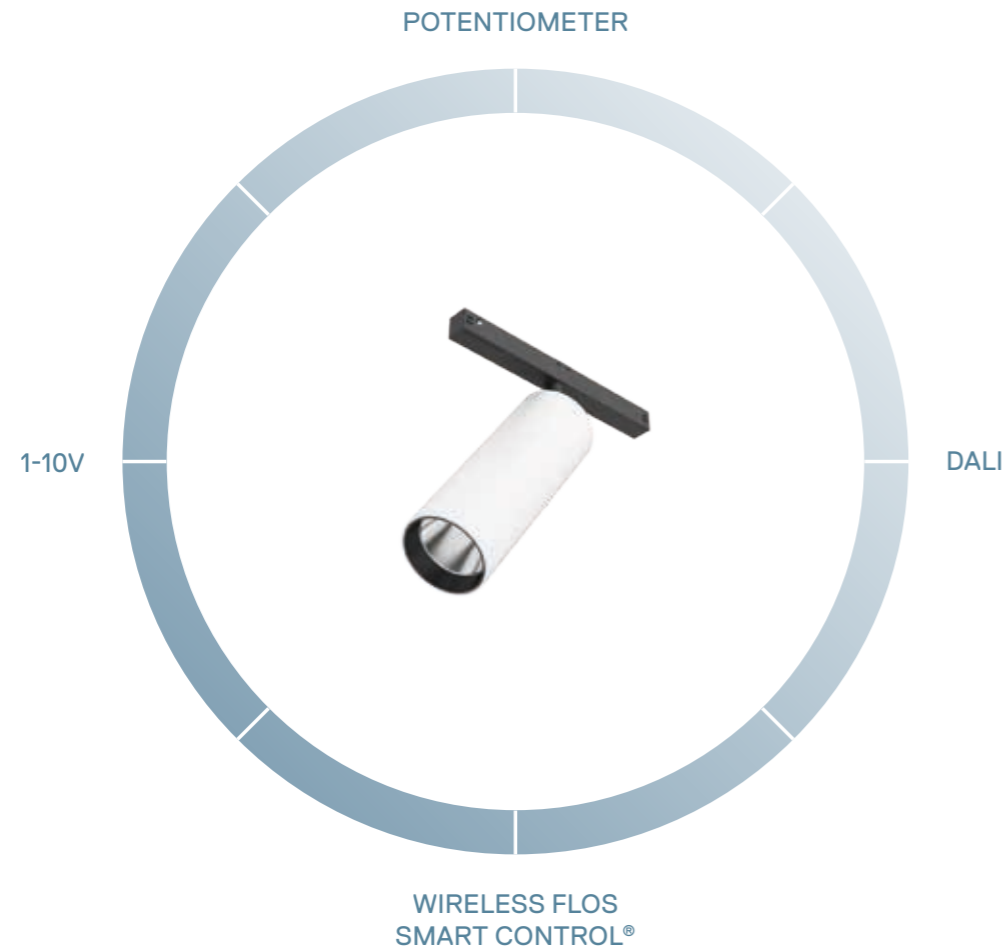 POTENTIOMETER
1-10V
DALI
WIRELESS FLOS
SMART CONTROL®